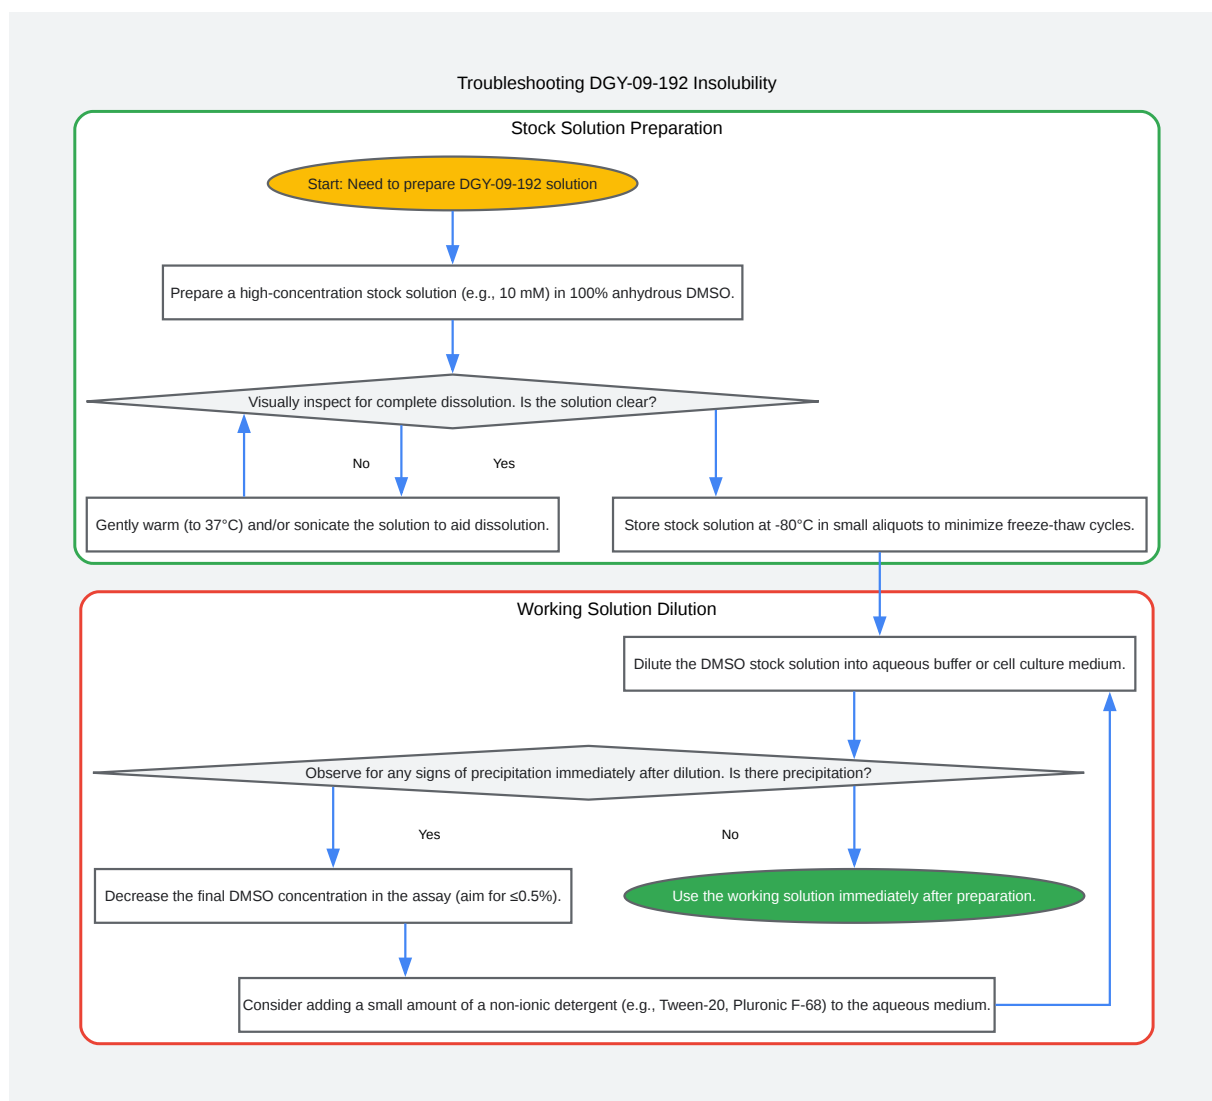 Troubleshooting DGY-09-192 Insolubility
Stock Solution Preparation
Start: Need to prepare DGY-09-192 solution
Prepare a high-concentration stock solution (e.g., 10 mM) in 100% anhydrous DMSO.
Visually inspect for complete dissolution. Is the solution clear?
No
Yes
Gently warm (to 37°C) and/or sonicate the solution to aid dissolution.
Store stock solution at -80°C in small aliquots to minimize freeze-thaw cycles.
Working Solution Dilution
Dilute the DMSO stock solution into aqueous buffer or cell culture medium.
Observe for any signs of precipitation immediately after dilution. Is there precipitation?
Yes
No
Decrease the final DMSO concentration in the assay (aim for ≤0.5%).
Use the working solution immediately after preparation.
Consider adding a small amount of a non-ionic detergent (e.g., Tween-20, Pluronic F-68) to the aqueous medium.